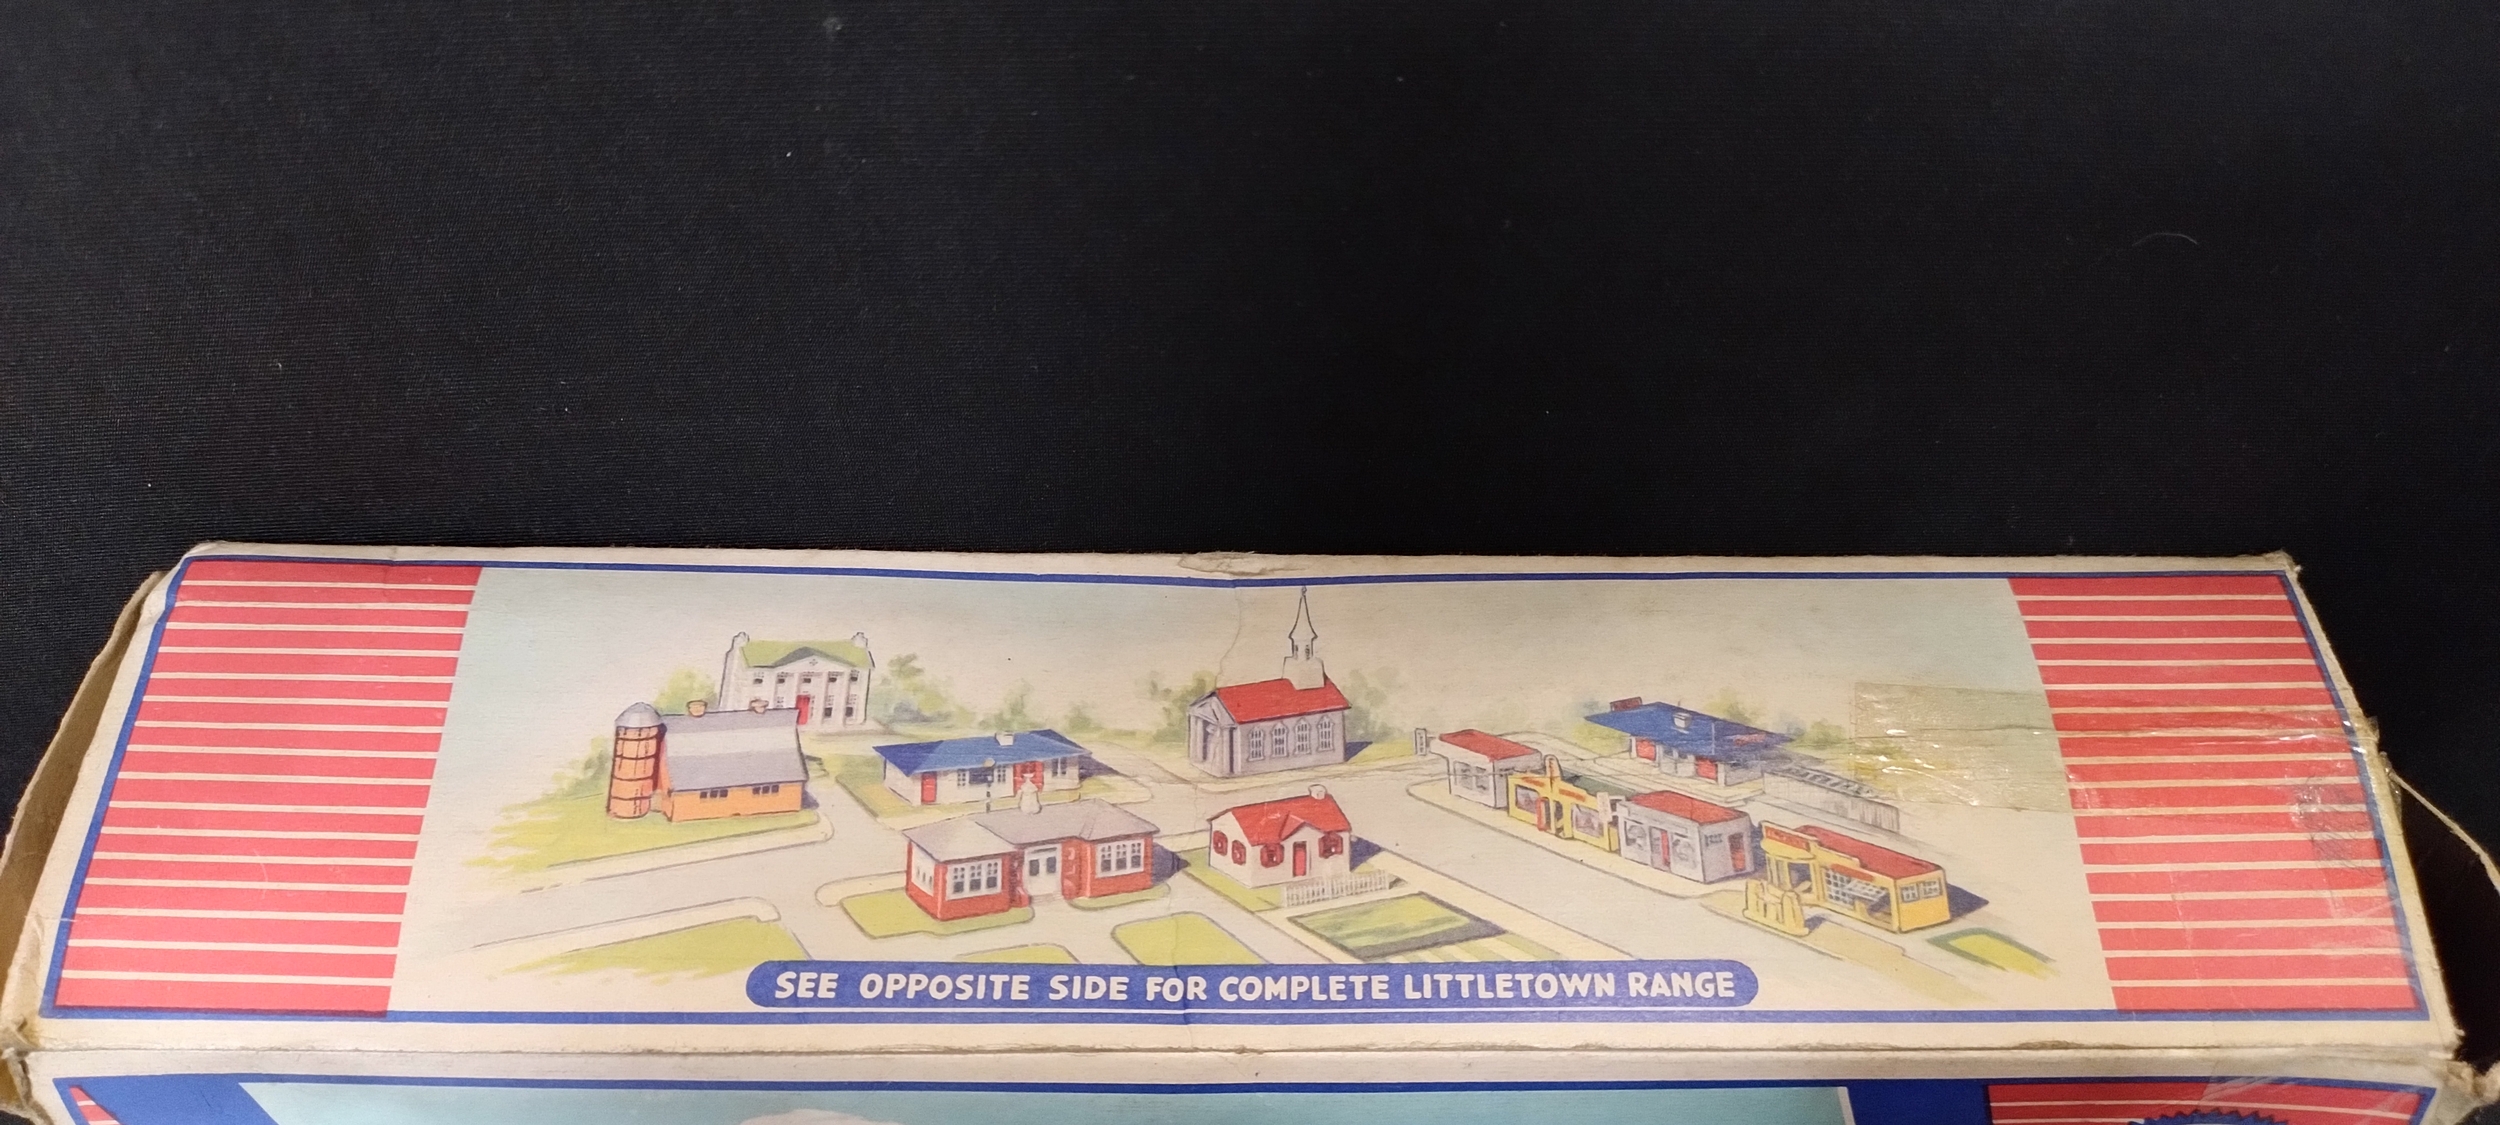 SEE OPPOSITE SIDE FOR COMPLETE LITTLETOWN RANGE